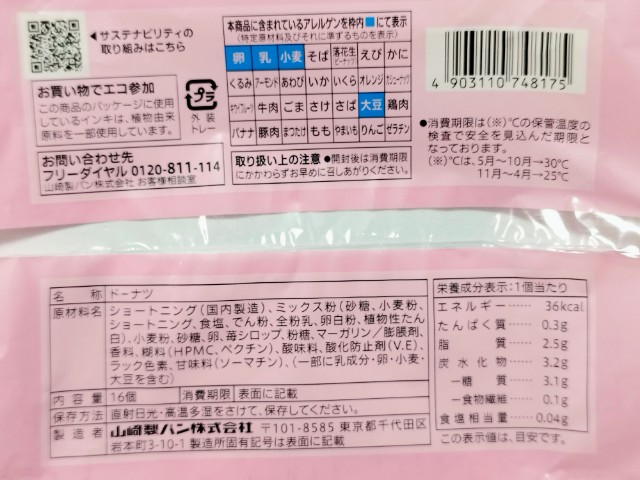 ◀サステナビリティの
取り組みはこちら
お買い物でエコ参加
この商品のパッケージに使用
しているインキは、植物由来
原料を一部使用しています。
プラ
外装
トレー
お問い合わせ先
フリーダイヤル 0120-811-114
山崎製パン株式会社 お客様相談室
本商品に含まれているアレルゲンを枠内■にて表示
(特定原材料及びそれに準ずるものを表示)
卵 乳 小麦 そば 落花生(ピーナッツ) えび かに
くるみ アーモンド あわび いか いくら オレンジ カシューナッツ
キウイフルーツ 牛肉 ごま さけ さば 大豆 鶏肉
バナナ 豚肉 まつたけ もも やまいも りんご ゼラチン
取り扱い上の注意 ●開封後は消費期限
にかかわらずお早めに召しあがりください。
4 903110 748175
●消費期限は(※)℃の保管温度の
検査で安全を見込んだ期限と
なっております。
(※)℃は、5月〜10月→30℃
11月〜4月→25℃
名称 ドーナツ
原材料名 ショートニング(国内製造)、ミックス粉(砂糖、小麦粉、
ショートニング、食塩、でん粉、全粉乳、卵白粉、植物性たん
白)、小麦粉、砂糖、卵、苺シロップ、粉糖、マーガリン/膨脹剤、
香料、糊料(HPMC、ペクチン)、酸味料、酸化防止剤(V.E)、
ラック色素、甘味料(ソーマチン)、(一部に乳成分・卵・小麦・
大豆を含む)
内容量 16個 消費期限 表面に記載
保存方法 直射日光・高温多湿をさけて、保存してください。
製造者 山崎製パン株式会社 〒101-8585 東京都千代田区
岩本町3-10-1 製造所固有記号は表面に記載
栄養成分表示:1個当たり
エネルギー……36kcal
たんぱく質……0.3g
脂質……2.5g
炭水化物……3.2g
−糖質……3.1g
−食物繊維……0.1g
食塩相当量……0.04g
この表示値は、目安です。